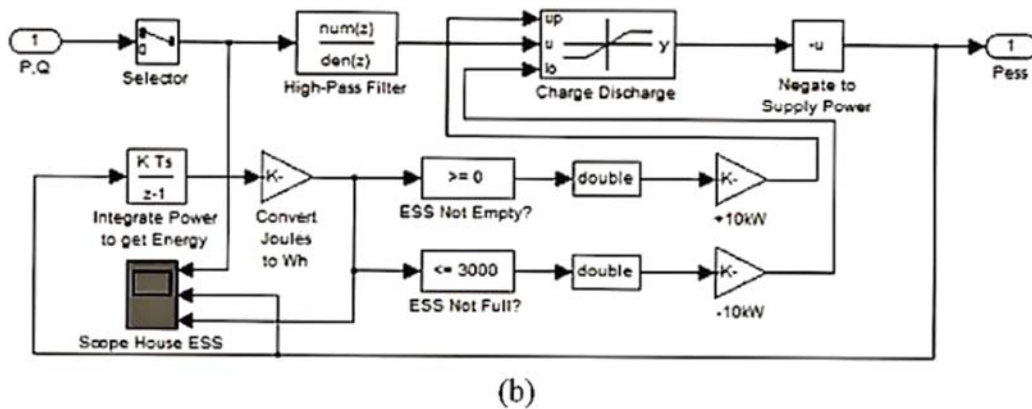 1
P,Q
Selector
num(z)
den(z)
High-Pass Filter
up
u
lo
y
Charge Discharge
-u
Negate to
Supply Power
1
Pess
K Ts
z-1
Integrate Power
to get Energy
K-
Convert
Joules
to Wh
>= 0
ESS Not Empty?
double
K-
+10kW
<= 3000
ESS Not Full?
double
K-
-10kW
Scope House ESS
(b)